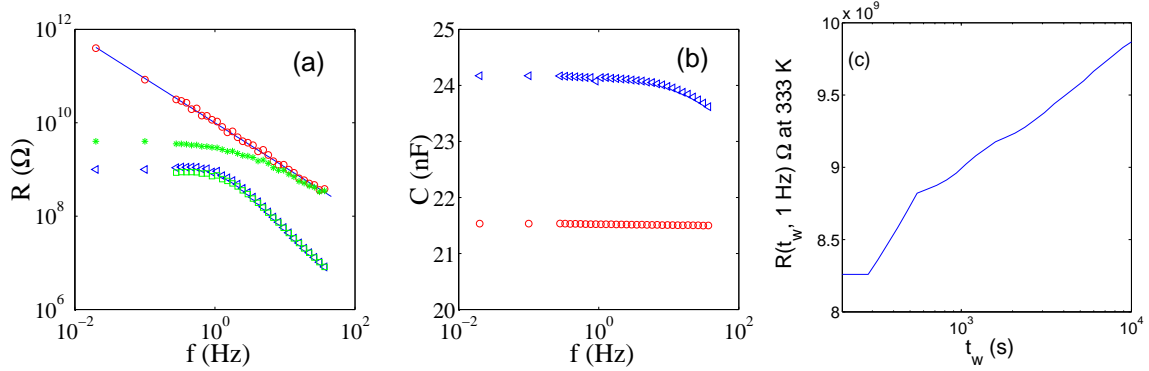 10^12
10^10
10^8
10^6
R (Ω)
(a)
10^-2
10^0
10^2
f (Hz)
25
24
23
22
21
20
C (nF)
(b)
10^-2
10^0
10^2
f (Hz)
x 10^9
10
9.5
9
8.5
8
R(t_w, 1 Hz) Ω at 333 K
(c)
10^3
10^4
t_w (s)